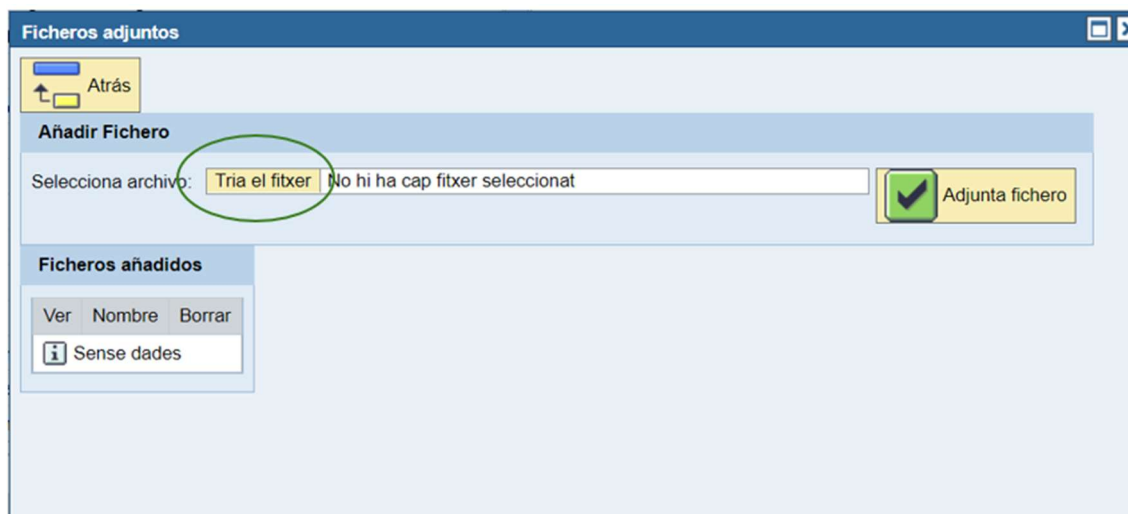 Ficheros adjuntos
Atrás
Añadir Fichero
Selecciona archivo: Tria el fitxer No hi ha cap fitxer seleccionat
Adjunta fichero
Ficheros añadidos
Ver Nombre Borrar
Sense dades